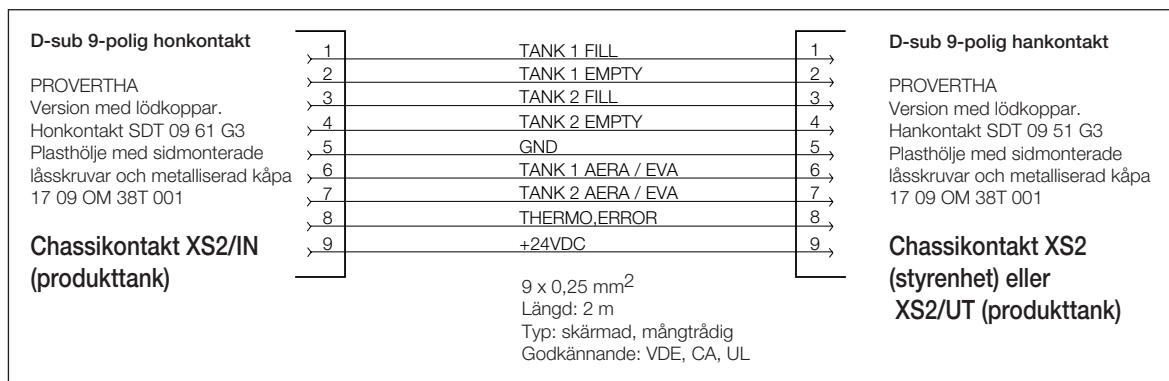 D-sub 9-polig honkontakt
PROVERTHA
Version med lödkoppar.
Honkontakt SDT 09 61 G3
Plasthölje med sidmonterade
låsskruvar och metalliserad kåpa
17 09 OM 38T 001
Chassikontakt XS2/IN
(produkttank)
1 TANK 1 FILL 1
2 TANK 1 EMPTY 2
3 TANK 2 FILL 3
4 TANK 2 EMPTY 4
5 GND 5
6 TANK 1 AERA / EVA 6
7 TANK 2 AERA / EVA 7
8 THERMO,ERROR 8
9 +24VDC 9
9 x 0,25 mm²
Längd: 2 m
Typ: skärmad, mångtrådig
Godkännande: VDE, CA, UL
D-sub 9-polig hankontakt
PROVERTHA
Version med lödkoppar.
Hankontakt SDT 09 51 G3
Plasthölje med sidmonterade
låsskruvar och metalliserad kåpa
17 09 OM 38T 001
Chassikontakt XS2
(styrenhet) eller
XS2/UT (produkttank)